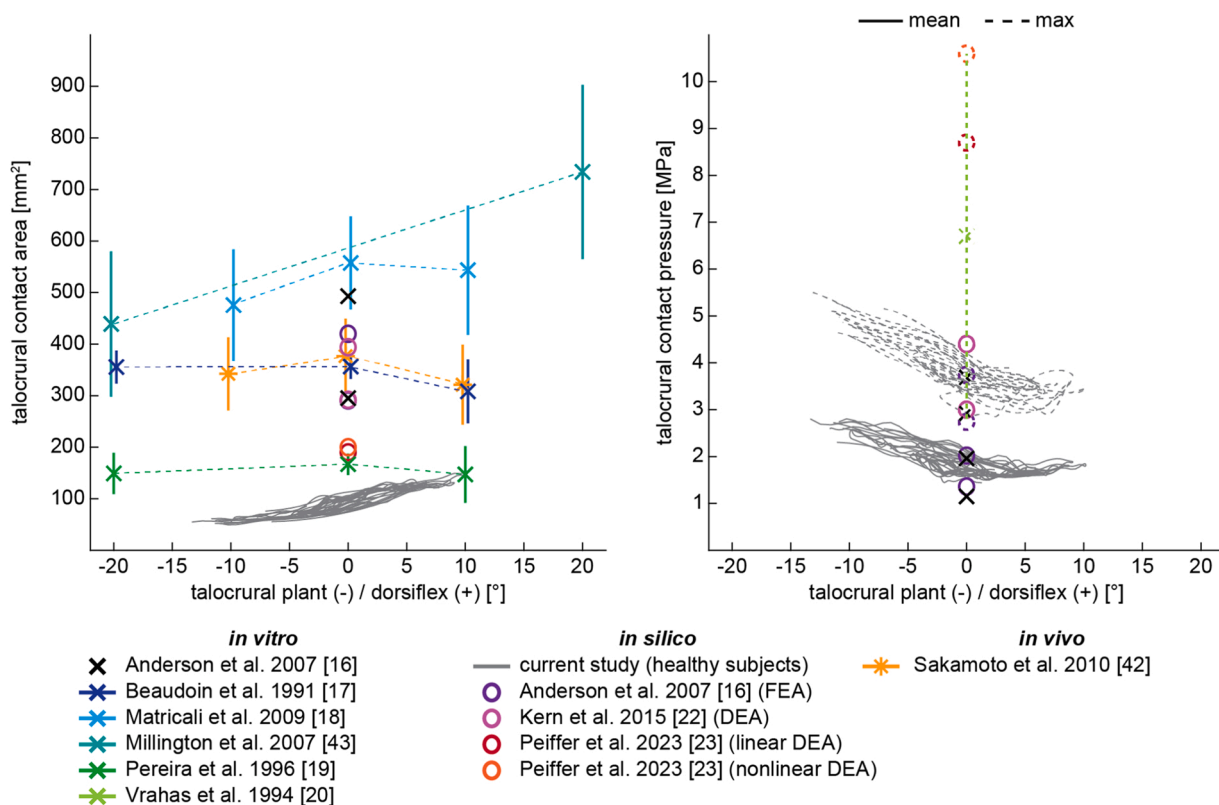 mean max
talocrural contact area [mm²]
900
800
700
600
500
400
300
200
100
-20 -15 -10 -5 0 5 10 15 20
talocrural plant (-) / dorsiflex (+) [°]
talocrural contact pressure [MPa]
10
9
8
7
6
5
4
3
2
1
-20 -15 -10 -5 0 5 10 15 20
talocrural plant (-) / dorsiflex (+) [°]
in vitro
Anderson et al. 2007 [16]
Beaudoin et al. 1991 [17]
Matricali et al. 2009 [18]
Millington et al. 2007 [43]
Pereira et al. 1996 [19]
Vrahas et al. 1994 [20]
in silico
current study (healthy subjects)
Anderson et al. 2007 [16] (FEA)
Kern et al. 2015 [22] (DEA)
Peiffer et al. 2023 [23] (linear DEA)
Peiffer et al. 2023 [23] (nonlinear DEA)
in vivo
Sakamoto et al. 2010 [42]